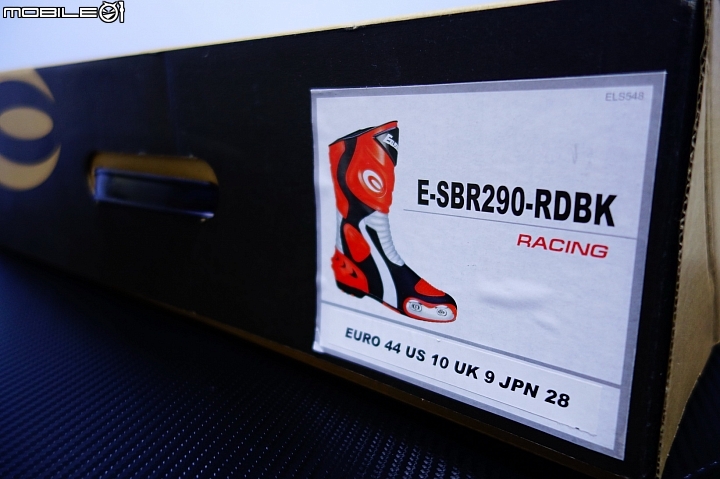 MOBILE01
ELS548
E-SBR290-RDBK
RACING
EURO 44 US 10 UK 9 JPN 28